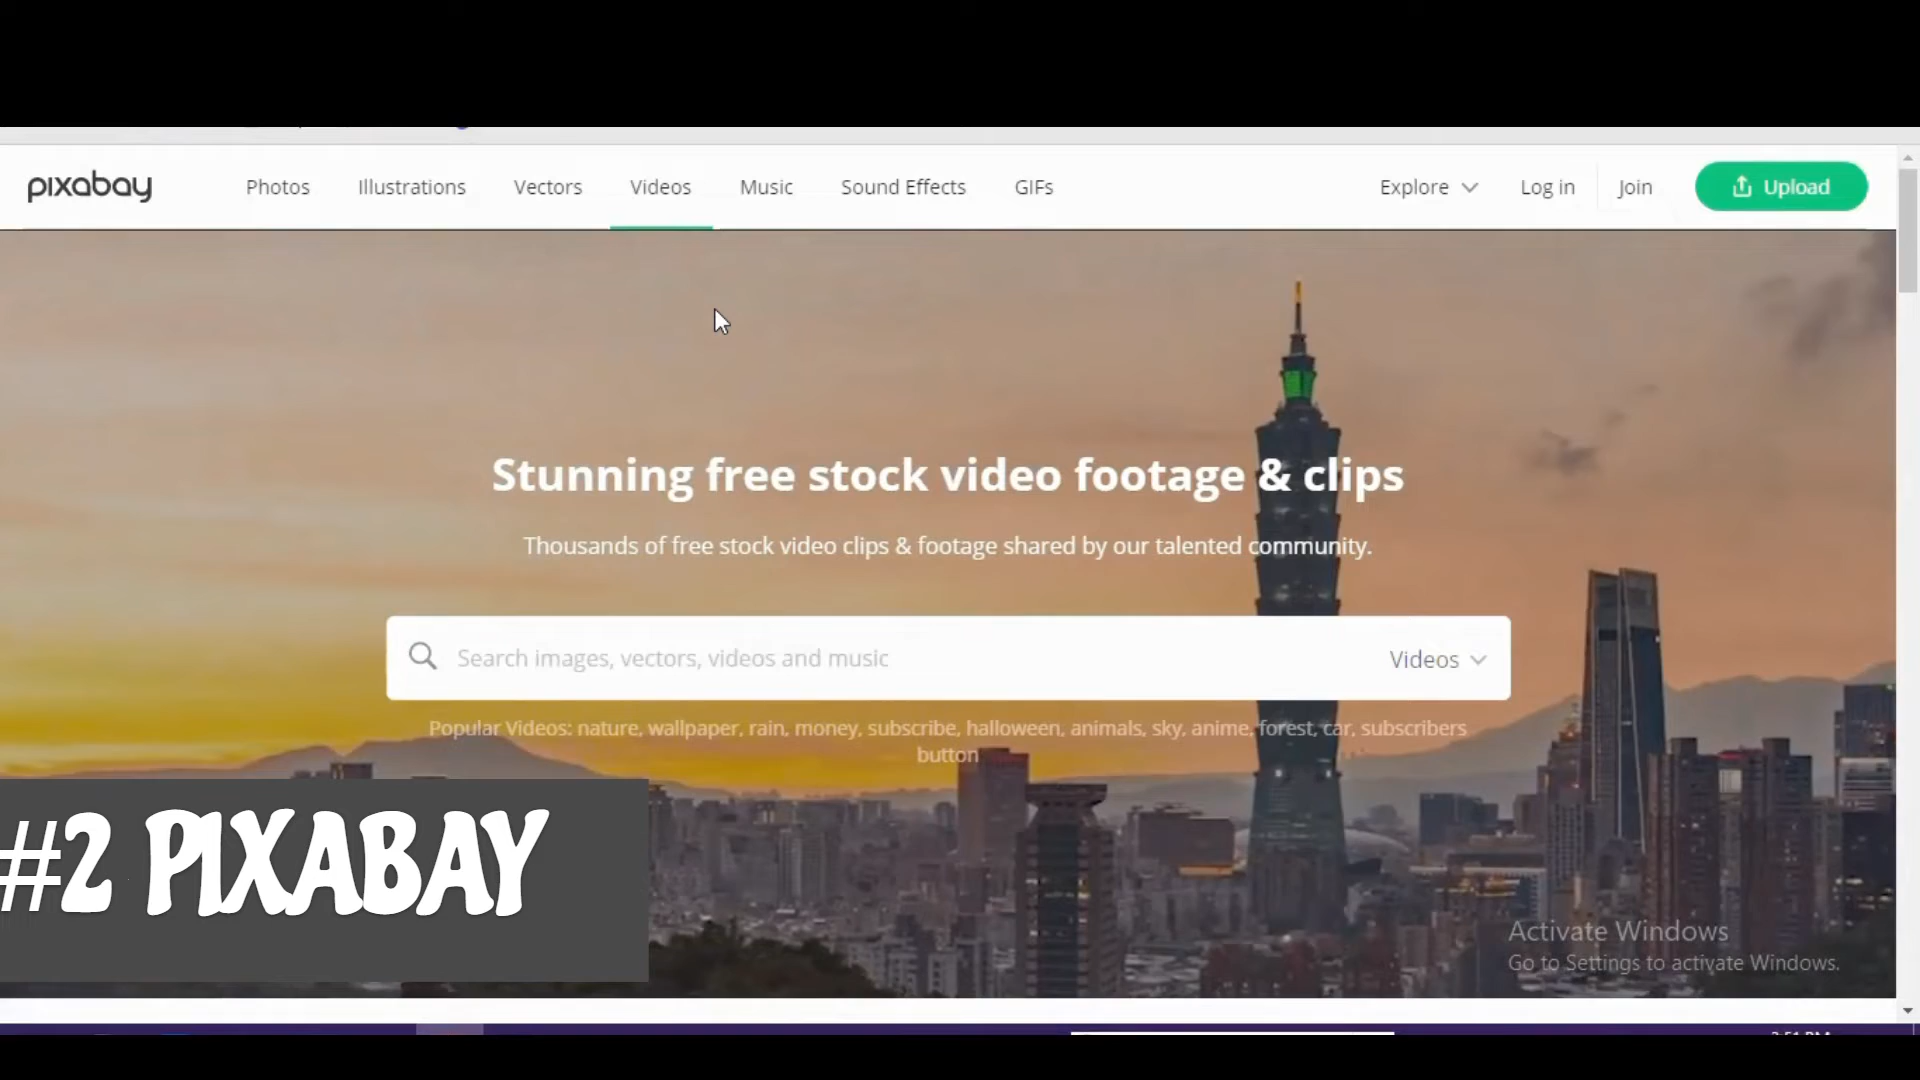 pixabay
Photos
Illustrations
Vectors
Videos
Music
Sound Effects
GIFs
Explore
Log in
Join
Upload
Stunning free stock video footage & clips
Thousands of free stock video clips & footage shared by our talented community.
Search images, vectors, videos and music
Videos
Popular Videos: nature, wallpaper, rain, money, subscribe, halloween, animals, sky, anime, forest, car, subscribers
button
#2 PIXABAY
Activate Windows
Go to Settings to activate Windows.